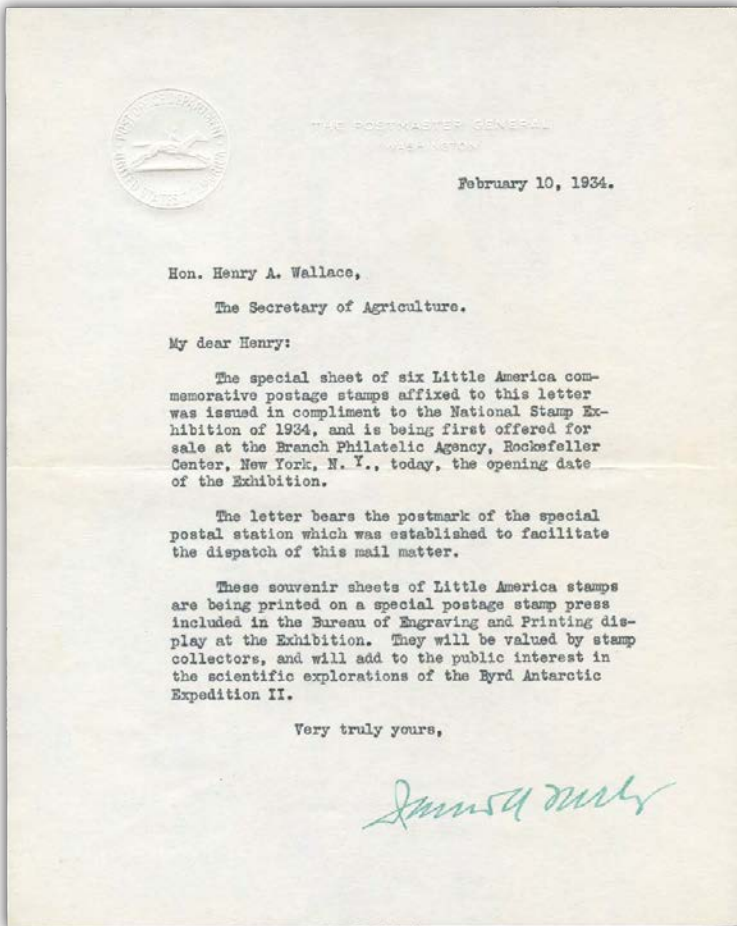 POST OFFICE DEPARTMENT
UNITED STATES OF AMERICA
THE POSTMASTER GENERAL
WASHINGTON
February 10, 1934.
Hon. Henry A. Wallace,
The Secretary of Agriculture.
My dear Henry:
The special sheet of six Little America com-
memorative postage stamps affixed to this letter
was issued in compliment to the National Stamp Ex-
hibition of 1934, and is being first offered for
sale at the Branch Philatelic Agency, Rockefeller
Center, New York, N. Y., today, the opening date
of the Exhibition.
The letter bears the postmark of the special
postal station which was established to facilitate
the dispatch of this mail matter.
These souvenir sheets of Little America stamps
are being printed on a special postage stamp press
included in the Bureau of Engraving and Printing dis-
play at the Exhibition. They will be valued by stamp
collectors, and will add to the public interest in
the scientific explorations of the Byrd Antarctic
Expedition II.
Very truly yours,